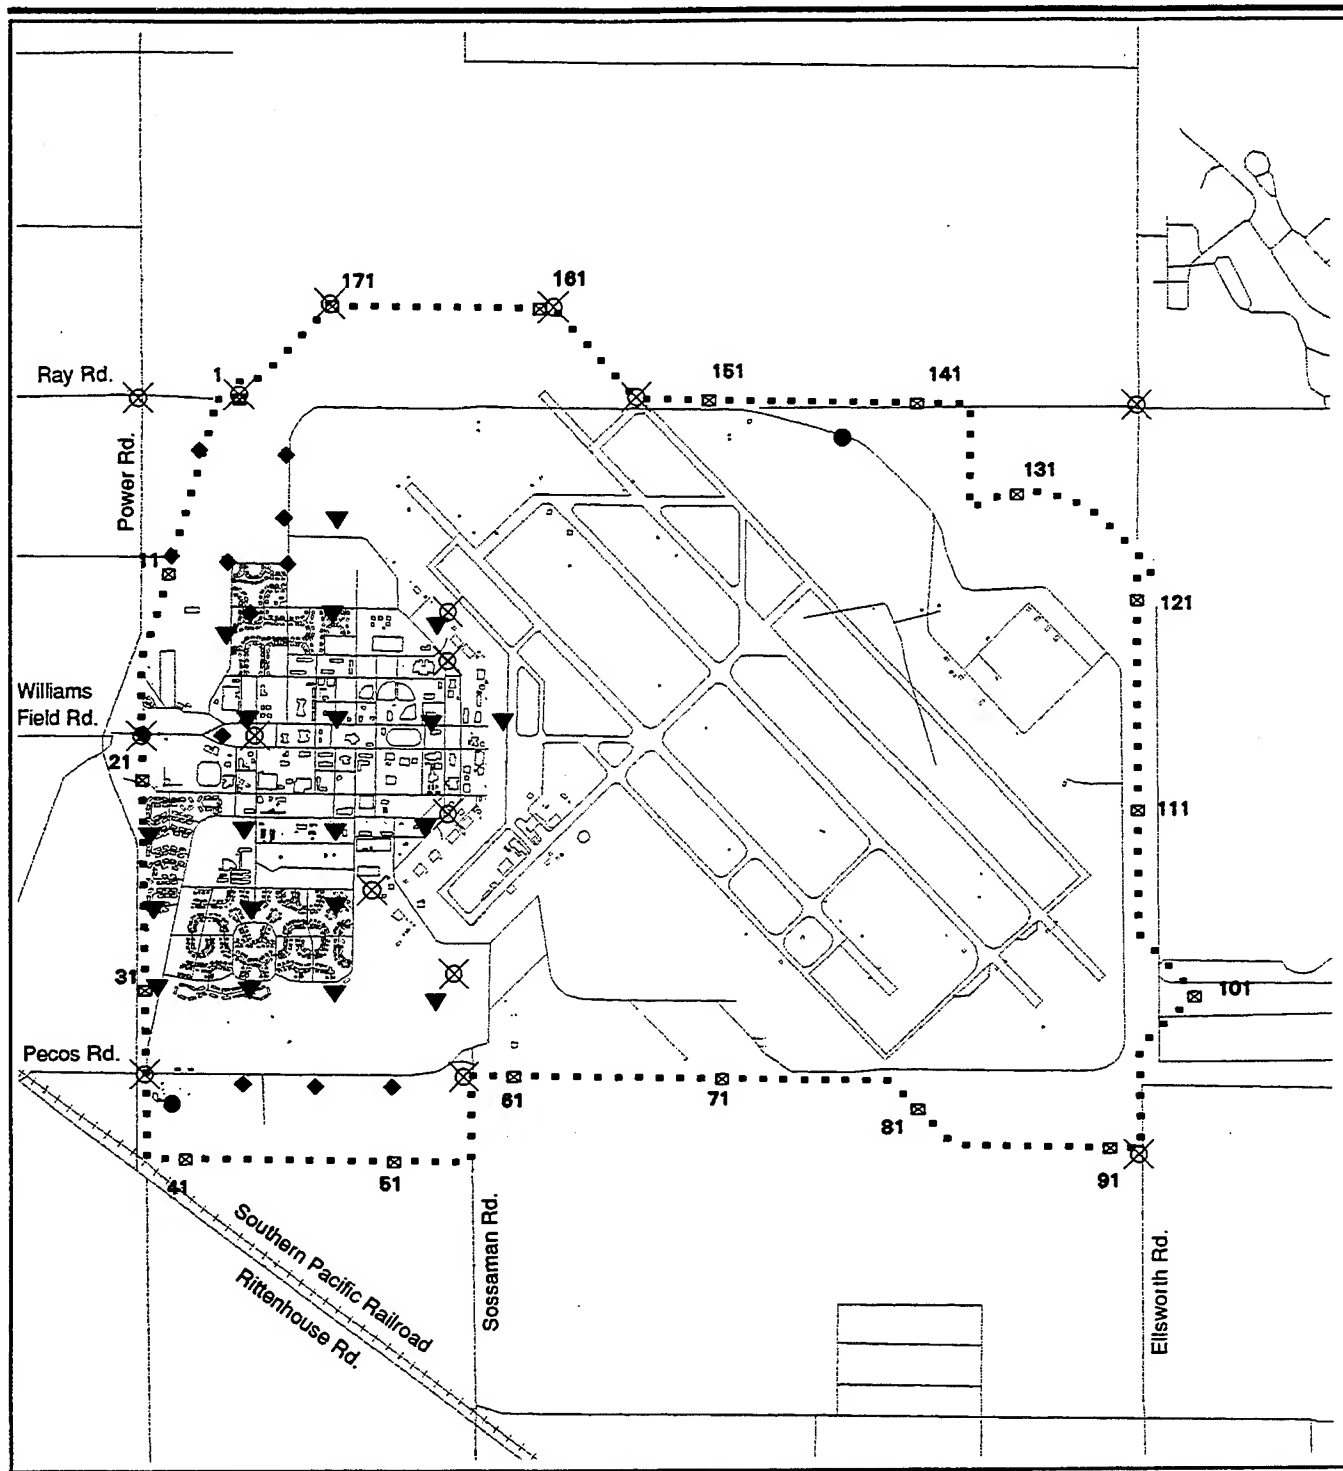 171
161
Ray Rd.
1
151
141
Power Rd.
131
11
121
Williams
Field Rd.
21
111
31
101
Pecos Rd.
61
71
81
91
41
51
Southern Pacific Railroad
Rittenhouse Rd.
Sossaman Rd.
Ellsworth Rd.